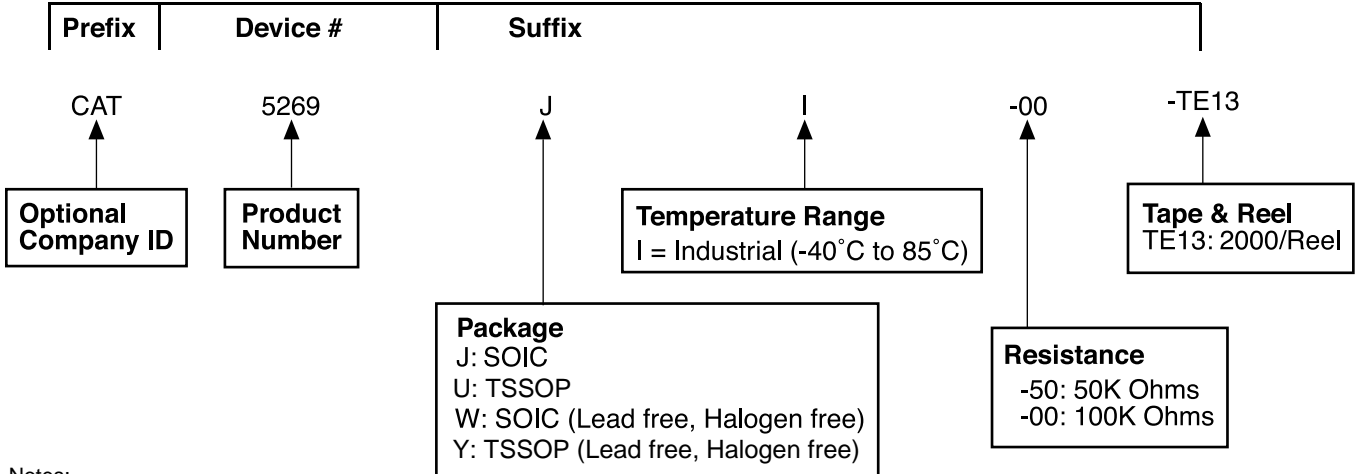 Prefix Device # Suffix
CAT 5269 J I -00 -TE13
Optional
Company ID
Product
Number
Temperature Range
I = Industrial (-40˚C to 85˚C)
Tape & Reel
TE13: 2000/Reel
Package
J: SOIC
U: TSSOP
W: SOIC (Lead free, Halogen free)
Y: TSSOP (Lead free, Halogen free)
Resistance
-50: 50K Ohms
-00: 100K Ohms
Notes: